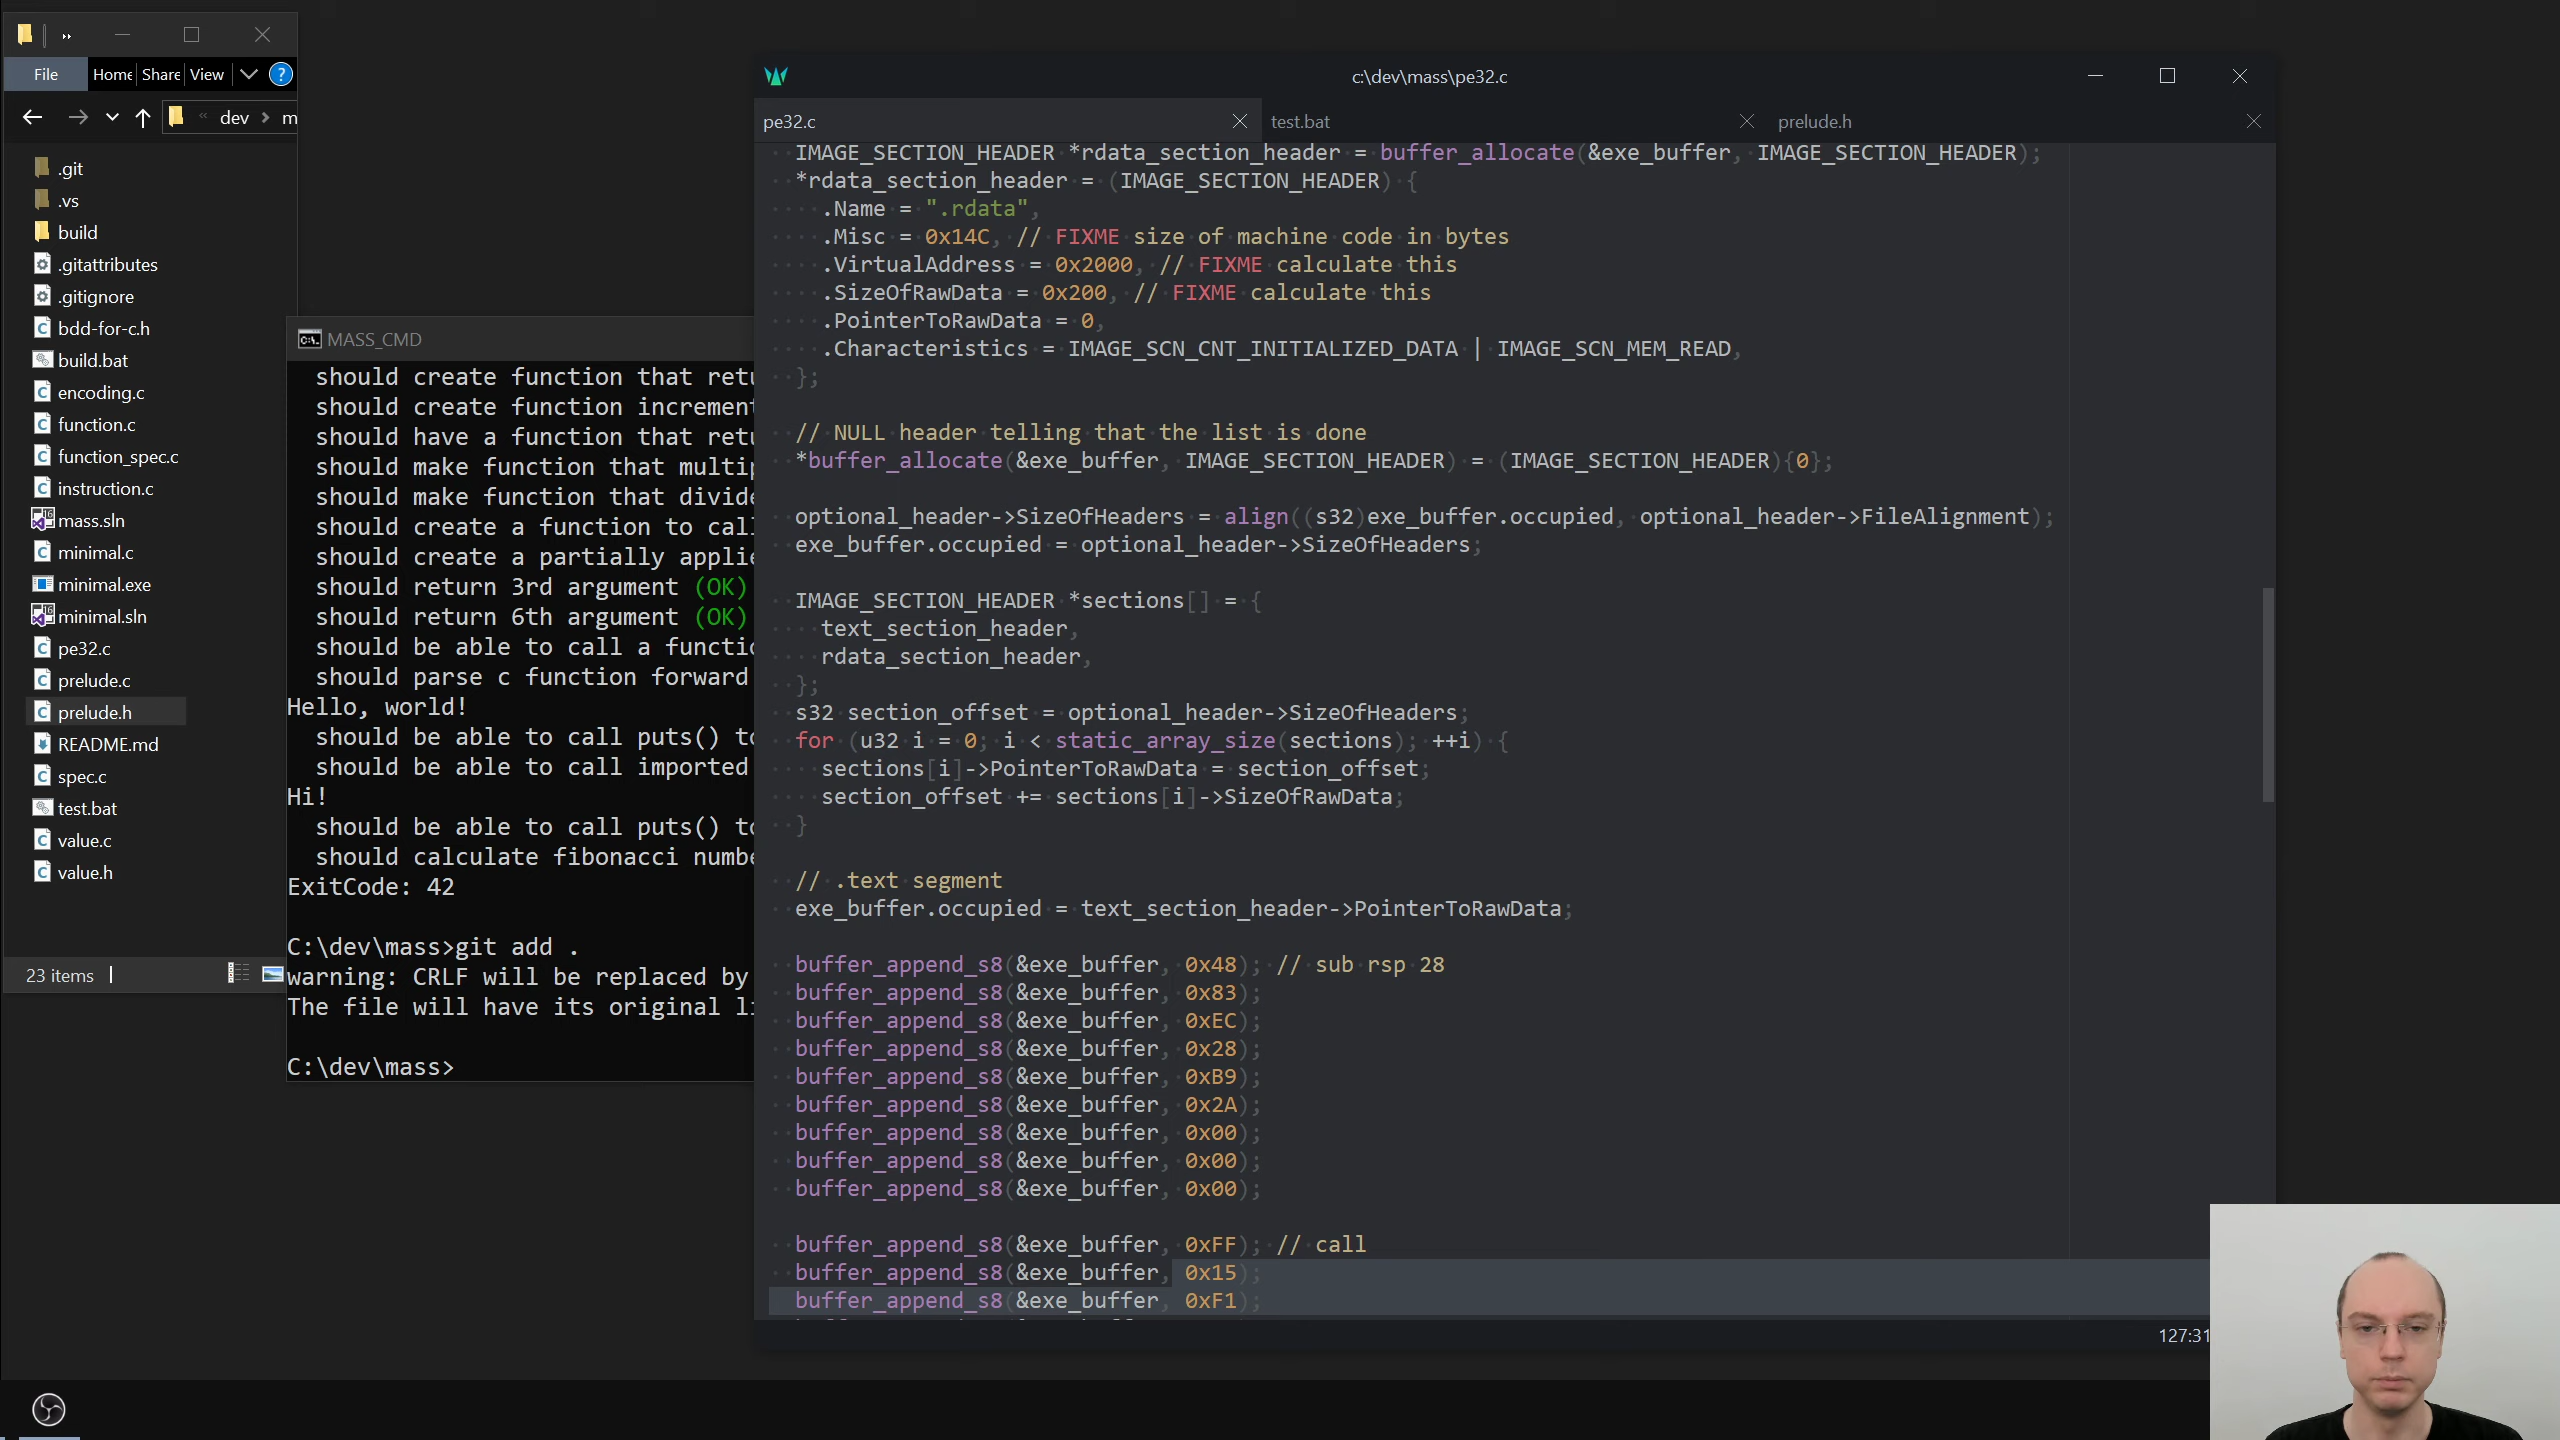 File Home Share View
dev m
.git
.vs
build
.gitattributes
.gitignore
bdd-for-c.h
build.bat
encoding.c
function.c
function_spec.c
instruction.c
mass.sln
minimal.c
minimal.exe
minimal.sln
pe32.c
prelude.c
prelude.h
README.md
spec.c
test.bat
value.c
value.h
23 items
MASS_CMD
should create function that retu
should create function increment
should have a function that retu
should make function that multip
should make function that divide
should create a function to call
should create a partially applie
should return 3rd argument (OK)
should return 6th argument (OK)
should be able to call a functio
should parse c function forward
Hello, world!
should be able to call puts() to
should be able to call imported
Hi!
should be able to call puts() to
should calculate fibonacci numbe
ExitCode: 42
C:\dev\mass>git add .
warning: CRLF will be replaced by
The file will have its original li
C:\dev\mass>
c:\dev\mass\pe32.c
pe32.c test.bat prelude.h
IMAGE_SECTION_HEADER *rdata_section_header = buffer_allocate(&exe_buffer, IMAGE_SECTION_HEADER);
*rdata_section_header = (IMAGE_SECTION_HEADER) {
.Name = ".rdata",
.Misc = 0x14C, // FIXME size of machine code in bytes
.VirtualAddress = 0x2000, // FIXME calculate this
.SizeOfRawData = 0x200, // FIXME calculate this
.PointerToRawData = 0,
.Characteristics = IMAGE_SCN_CNT_INITIALIZED_DATA | IMAGE_SCN_MEM_READ,
};
// NULL header telling that the list is done
*buffer_allocate(&exe_buffer, IMAGE_SECTION_HEADER) = (IMAGE_SECTION_HEADER){0};
optional_header->SizeOfHeaders = align((s32)exe_buffer.occupied, optional_header->FileAlignment);
exe_buffer.occupied = optional_header->SizeOfHeaders;
IMAGE_SECTION_HEADER *sections[] = {
text_section_header,
rdata_section_header,
};
s32 section_offset = optional_header->SizeOfHeaders;
for (u32 i = 0; i < static_array_size(sections); ++i) {
sections[i]->PointerToRawData = section_offset;
section_offset += sections[i]->SizeOfRawData;
}
// .text segment
exe_buffer.occupied = text_section_header->PointerToRawData;
buffer_append_s8(&exe_buffer, 0x48); // sub rsp 28
buffer_append_s8(&exe_buffer, 0x83);
buffer_append_s8(&exe_buffer, 0xEC);
buffer_append_s8(&exe_buffer, 0x28);
buffer_append_s8(&exe_buffer, 0xB9);
buffer_append_s8(&exe_buffer, 0x2A);
buffer_append_s8(&exe_buffer, 0x00);
buffer_append_s8(&exe_buffer, 0x00);
buffer_append_s8(&exe_buffer, 0x00);
buffer_append_s8(&exe_buffer, 0xFF); // call
buffer_append_s8(&exe_buffer, 0x15);
buffer_append_s8(&exe_buffer, 0xF1);
127:31